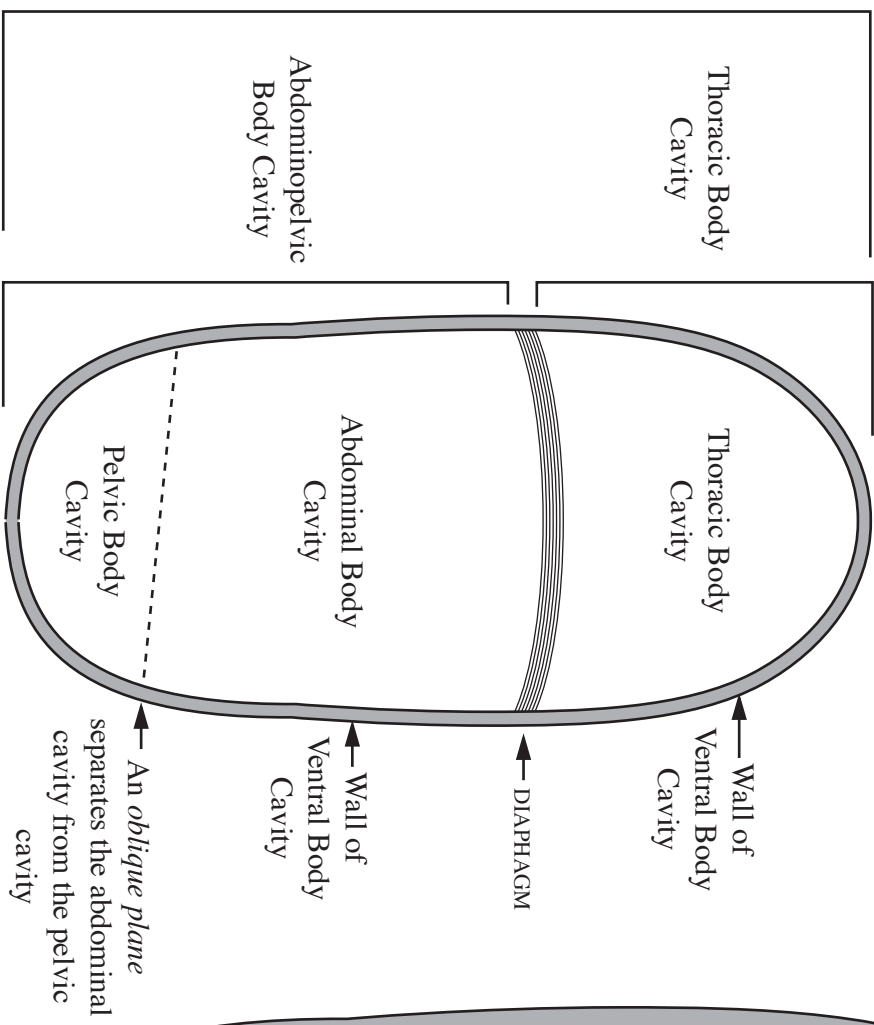 Thoracic Body
Cavity
Abdominopelvic
Body Cavity
Thoracic Body
Cavity
Abdominal Body
Cavity
Pelvic Body
Cavity
Wall of
Ventral Body
Cavity
DIAPHAGM
Wall of
Ventral Body
Cavity
An oblique plane
separates the abdominal
cavity from the pelvic
cavity